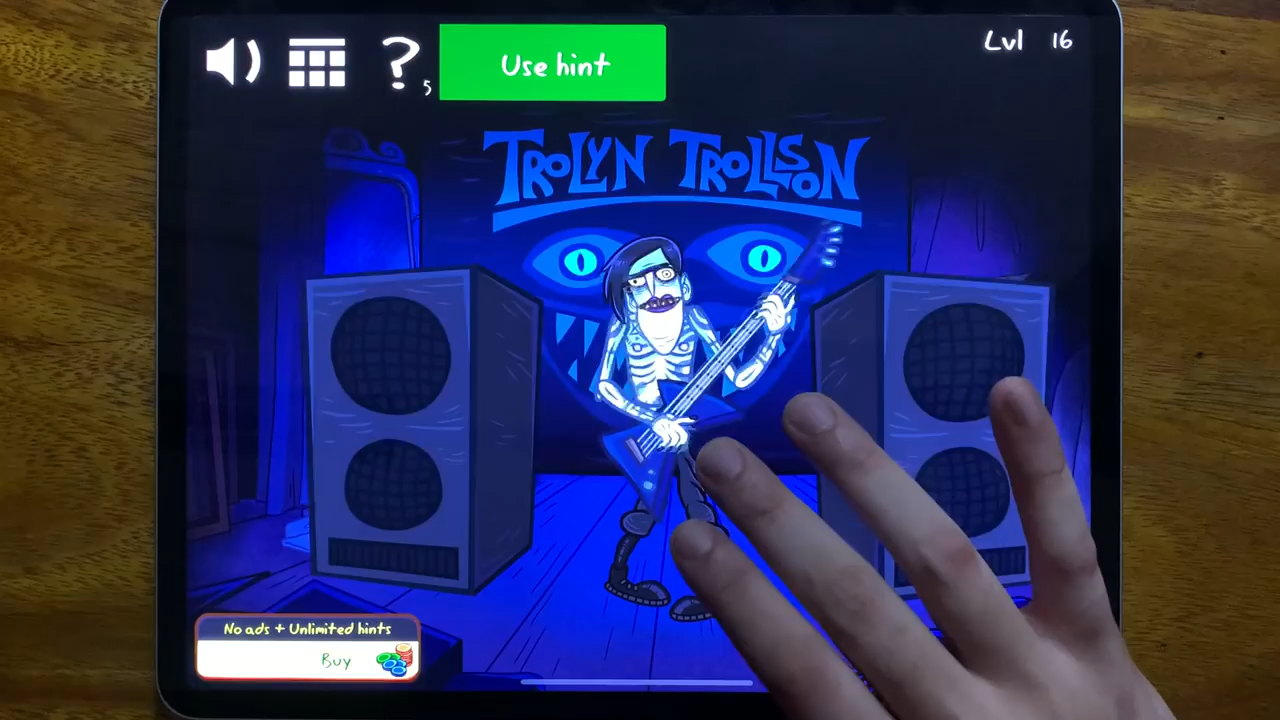 Use hint
Lvl 16
5
TROLYN TROLLSON
No ads + Unlimited hints
Buy